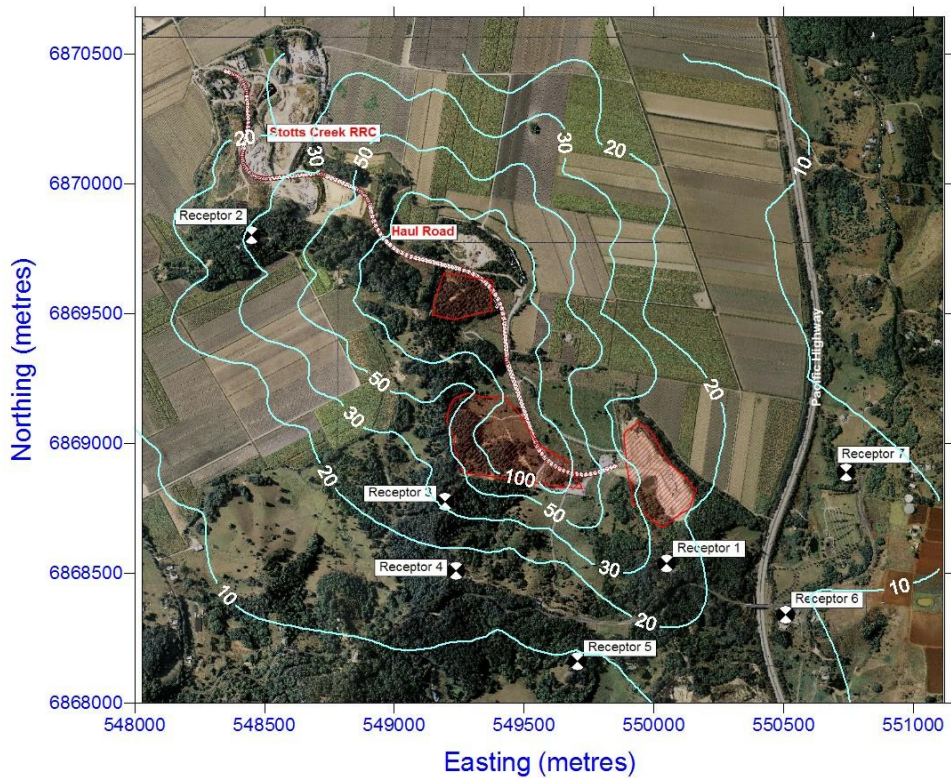 6870500
6870000
6869500
6869000
6868500
6868000
Northing (metres)
548000
548500
549000
549500
550000
550500
551000
Easting (metres)
Stotts Creek RRC
Haul Road
Pacific Highway
Receptor 2
Receptor 3
Receptor 4
Receptor 5
Receptor 1
Receptor 6
Receptor 7
20
30
50
30
20
10
50
30
20
10
100
50
30
20
20
10